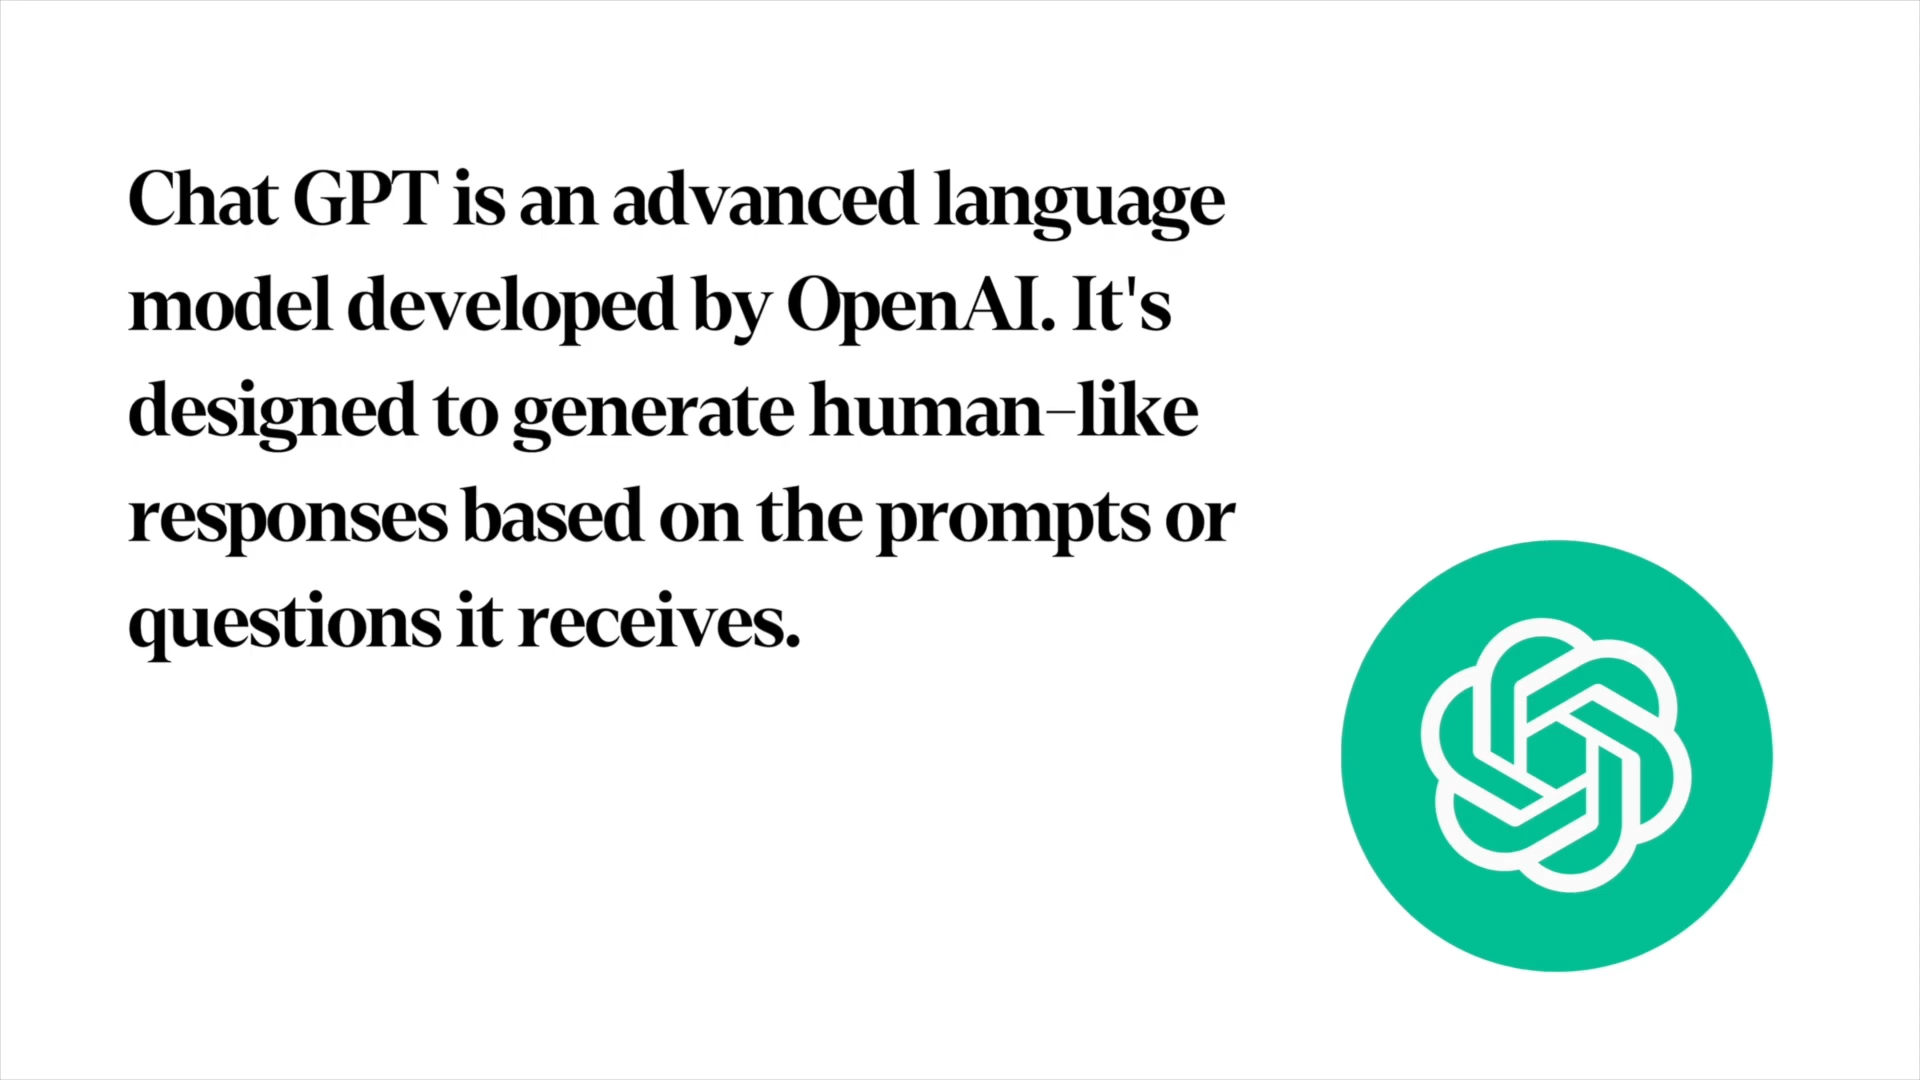 Chat GPT is an advanced language
model developed by OpenAI. It's
designed to generate human-like
responses based on the prompts or
questions it receives.